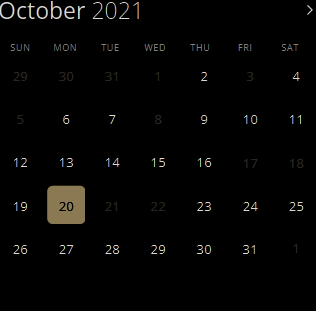 October 2021
SUN MON TUE WED THU FRI SAT
29 30 31 1 2 3 4
5 6 7 8 9 10 11
12 13 14 15 16 17 18
19 20 21 22 23 24 25
26 27 28 29 30 31 1